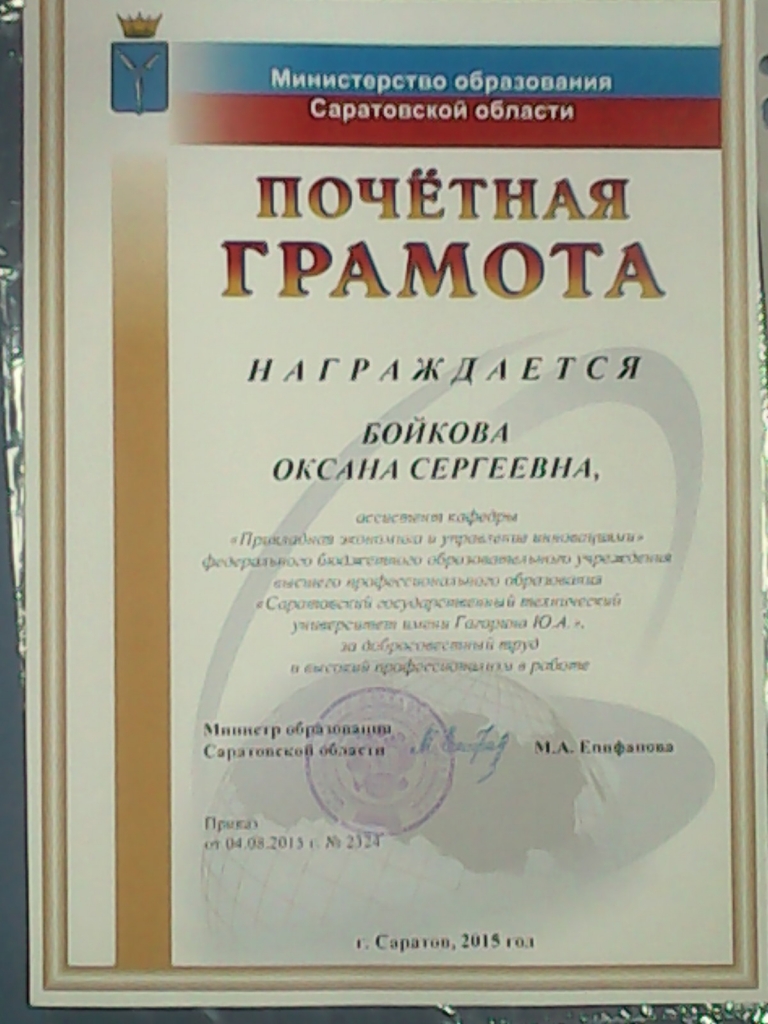 Министерство образования
Саратовской области
ПОЧЁТНАЯ
ГРАМОТА
НАГРАЖДАЕТСЯ
БОЙКОВА
ОКСАНА СЕРГЕЕВНА,
ассистент кафедры
«Прикладная экономика и управление инновациями»
федерального бюджетного образовательного учреждения
высшего профессионального образования
«Саратовский государственный технический
университет имени Гагарина Ю.А.»,
за добросовестный труд
и высокий профессионализм в работе
Министр образования
Саратовской области М.А. Епифанова
Приказ
от 04.08.2015 г. № 2324
г. Саратов, 2015 год